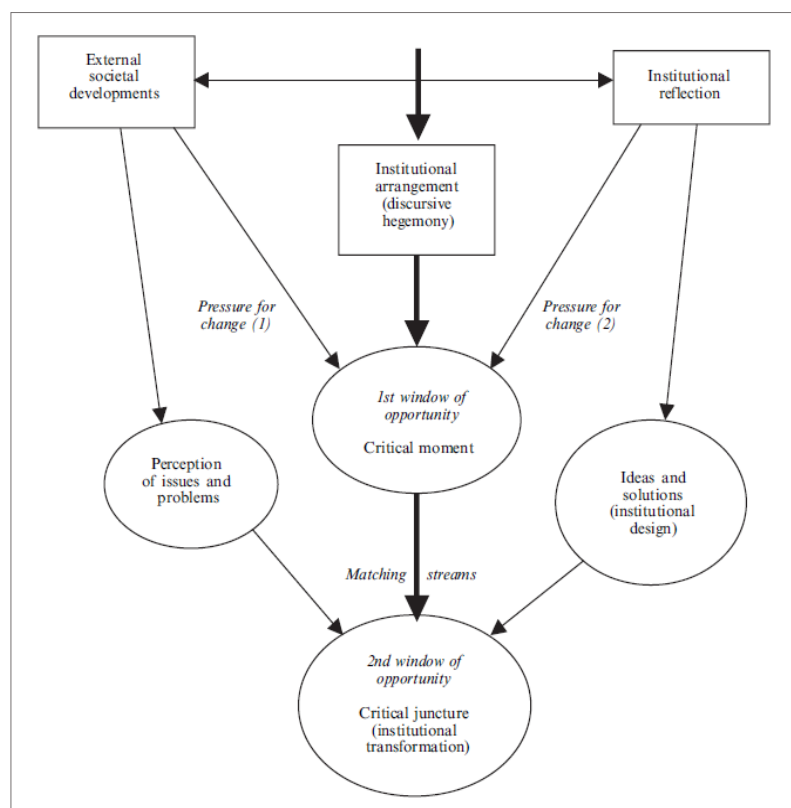 External
societal
developments
Institutional
reflection
Institutional
arrangement
(discursive
hegemony)
Pressure for
change (1)
Pressure for
change (2)
1st window of
opportunity
Critical moment
Perception
of issues and
problems
Ideas and
solutions
(institutional
design)
Matching streams
2nd window of
opportunity
Critical juncture
(institutional
transformation)